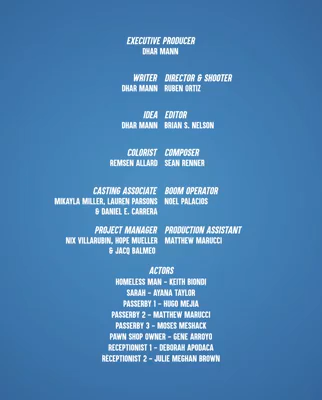 EXECUTIVE PRODUCER
DHAR MANN
WRITER DIRECTOR & SHOOTER
DHAR MANN RUBEN ORTIZ
IDEA EDITOR
DHAR MANN BRIAN S. NELSON
COLORIST COMPOSER
REMSEN ALLARD SEAN RENNER
CASTING ASSOCIATE BOOM OPERATOR
MIKAYLA MILLER, LAUREN PARSONS NOEL PALACIOS
& DANIEL E. CARRERA
PROJECT MANAGER PRODUCTION ASSISTANT
NIX VILLARUBIN, HOPE MUELLER MATTHEW MARUCCI
& JACQ BALMEO
ACTORS
HOMELESS MAN - KEITH BIONDI
SARAH - AYANA TAYLOR
PASSERBY 1 - HUGO MEJIA
PASSERBY 2 - MATTHEW MARUCCI
PASSERBY 3 - MOSES MESHACK
PAWN SHOP OWNER - GENE ARROYO
RECEPTIONIST 1 - DEBORAH APODACA
RECEPTIONIST 2 - JULIE MEGHAN BROWN